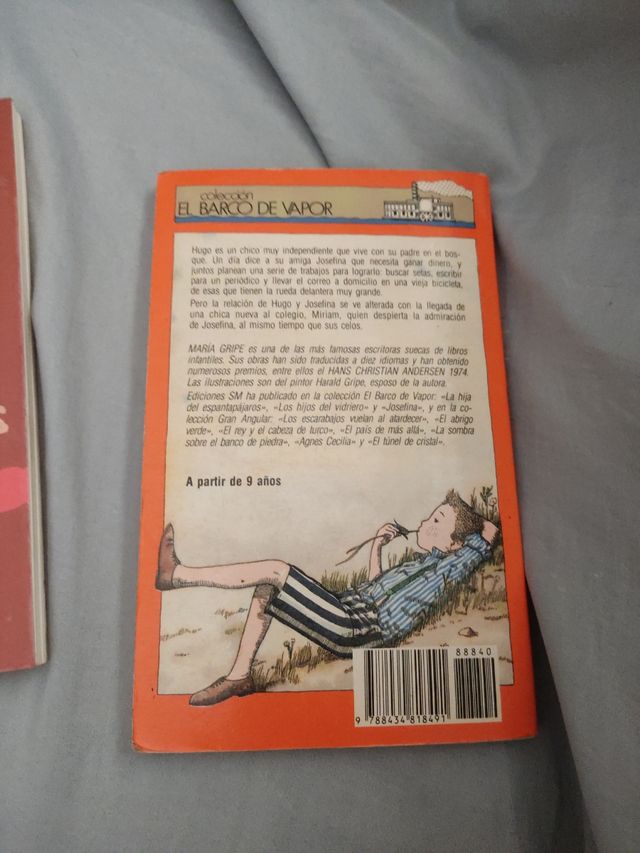 colección
EL BARCO DE VAPOR
Hugo es un chico muy independiente que vive con su padre en el bos-
que. Un día dice a su amiga Josefina que necesita ganar dinero, y
juntos planean una serie de trabajos para lograrlo: buscar setas, escribir
para un periódico y llevar el correo a domicilio en una vieja bicicleta,
de esas que tienen la rueda delantera muy grande.
Pero la relación de Hugo y Josefina se ve alterada con la llegada de
una chica nueva al colegio, Miriam, quien despierta la admiración
de Josefina, al mismo tiempo que sus celos.
MARÍA GRIPE es una de las más famosas escritoras suecas de libros
infantiles. Sus obras han sido traducidas a diez idiomas y han obtenido
numerosos premios, entre ellos el HANS CHRISTIAN ANDERSEN 1974.
Las ilustraciones son del pintor Harald Gripe, esposo de la autora.
Ediciones SM ha publicado en la colección El Barco de Vapor: «La hija
del espantapájaros», «Los hijos del vidriero» y «Josefina», y en la co-
lección Gran Angular: «Los escarabajos vuelan al atardecer», «El abrigo
verde», «El rey y el cabeza de turco», «El país de más allá», «La sombra
sobre el banco de piedra», «Agnes Cecilia» y «El túnel de cristal».
A partir de 9 años
88840
9 788434 818491